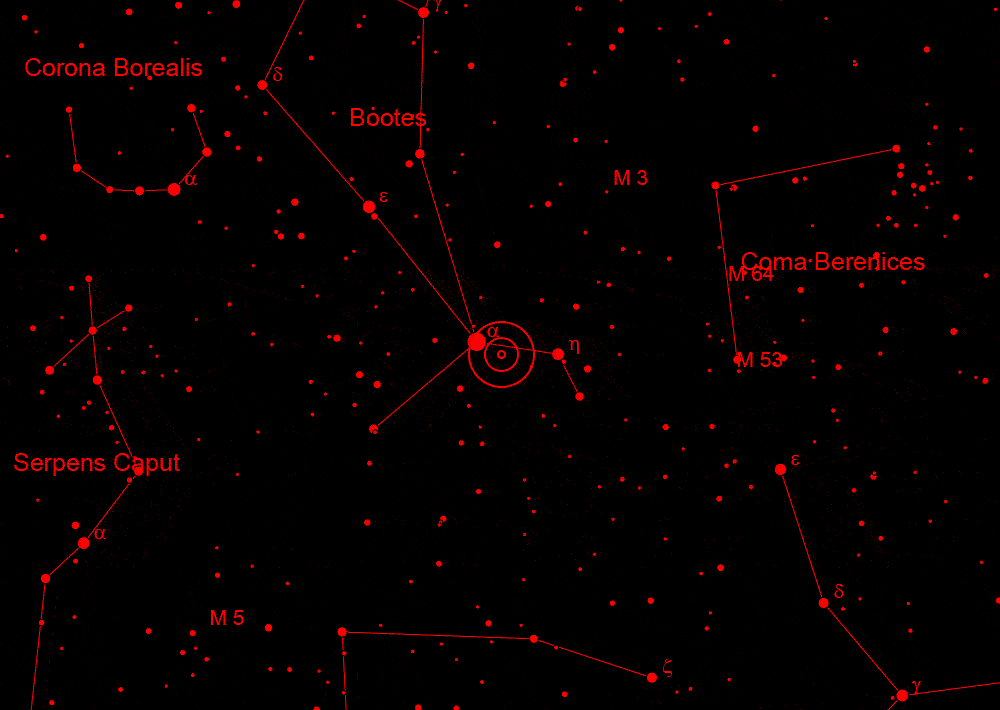 γ
δ
Corona Borealis
Bootes
α
M 3
ε
Coma Berenices
M 64
α
η
M 53
Serpens Caput
ε
α
δ
M 5
ζ
γ